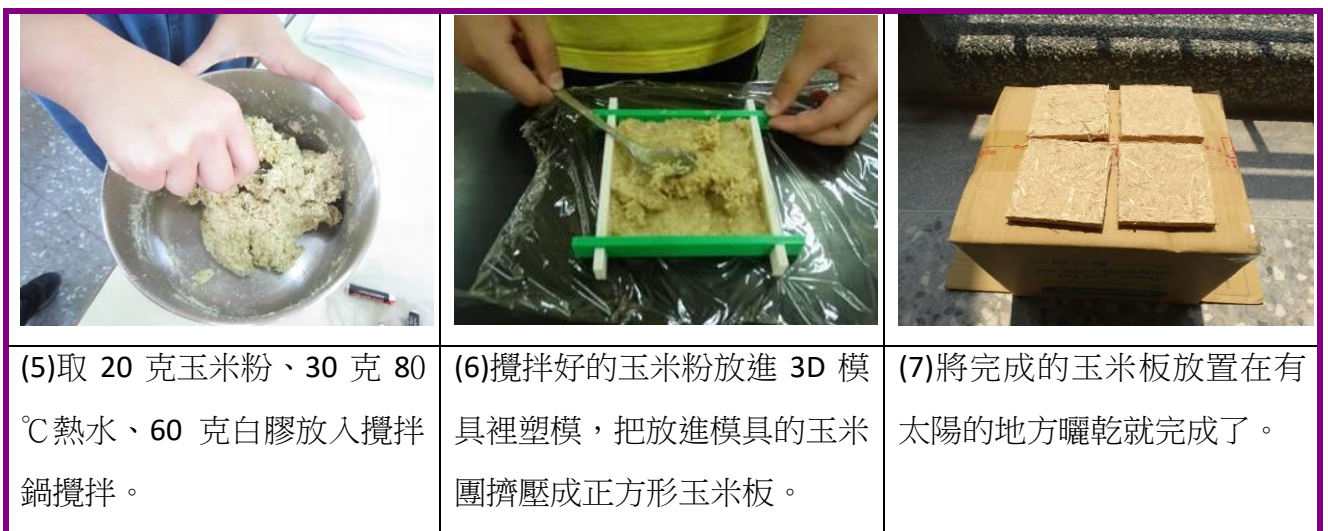 (5)取 20 克玉米粉、30 克 80
℃熱水、60 克白膠放入攪拌
鍋攪拌。
(6)攪拌好的玉米粉放進 3D 模
具裡塑模，把放進模具的玉米
團擠壓成正方形玉米板。
(7)將完成的玉米板放置在有
太陽的地方曬乾就完成了。